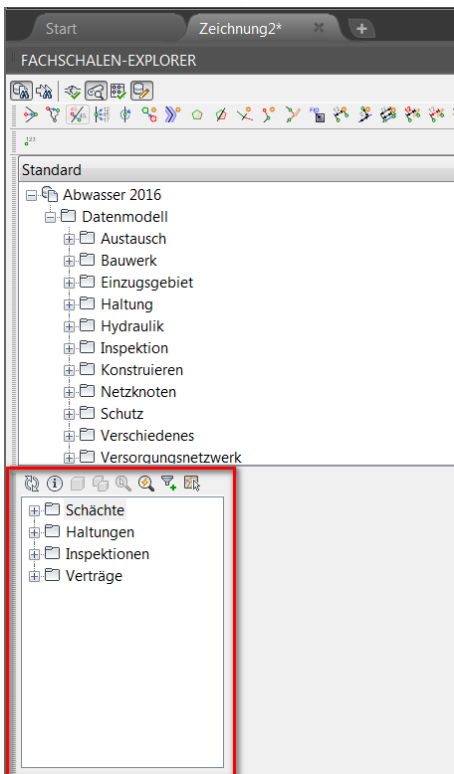 Start
Zeichnung2*
FACHSCHALEN-EXPLORER
123
Standard
Abwasser 2016
Datenmodell
Austausch
Bauwerk
Einzugsgebiet
Haltung
Hydraulik
Inspektion
Konstruieren
Netzknoten
Schutz
Verschiedenes
Versorgungsnetzwerk
Schächte
Haltungen
Inspektionen
Verträge